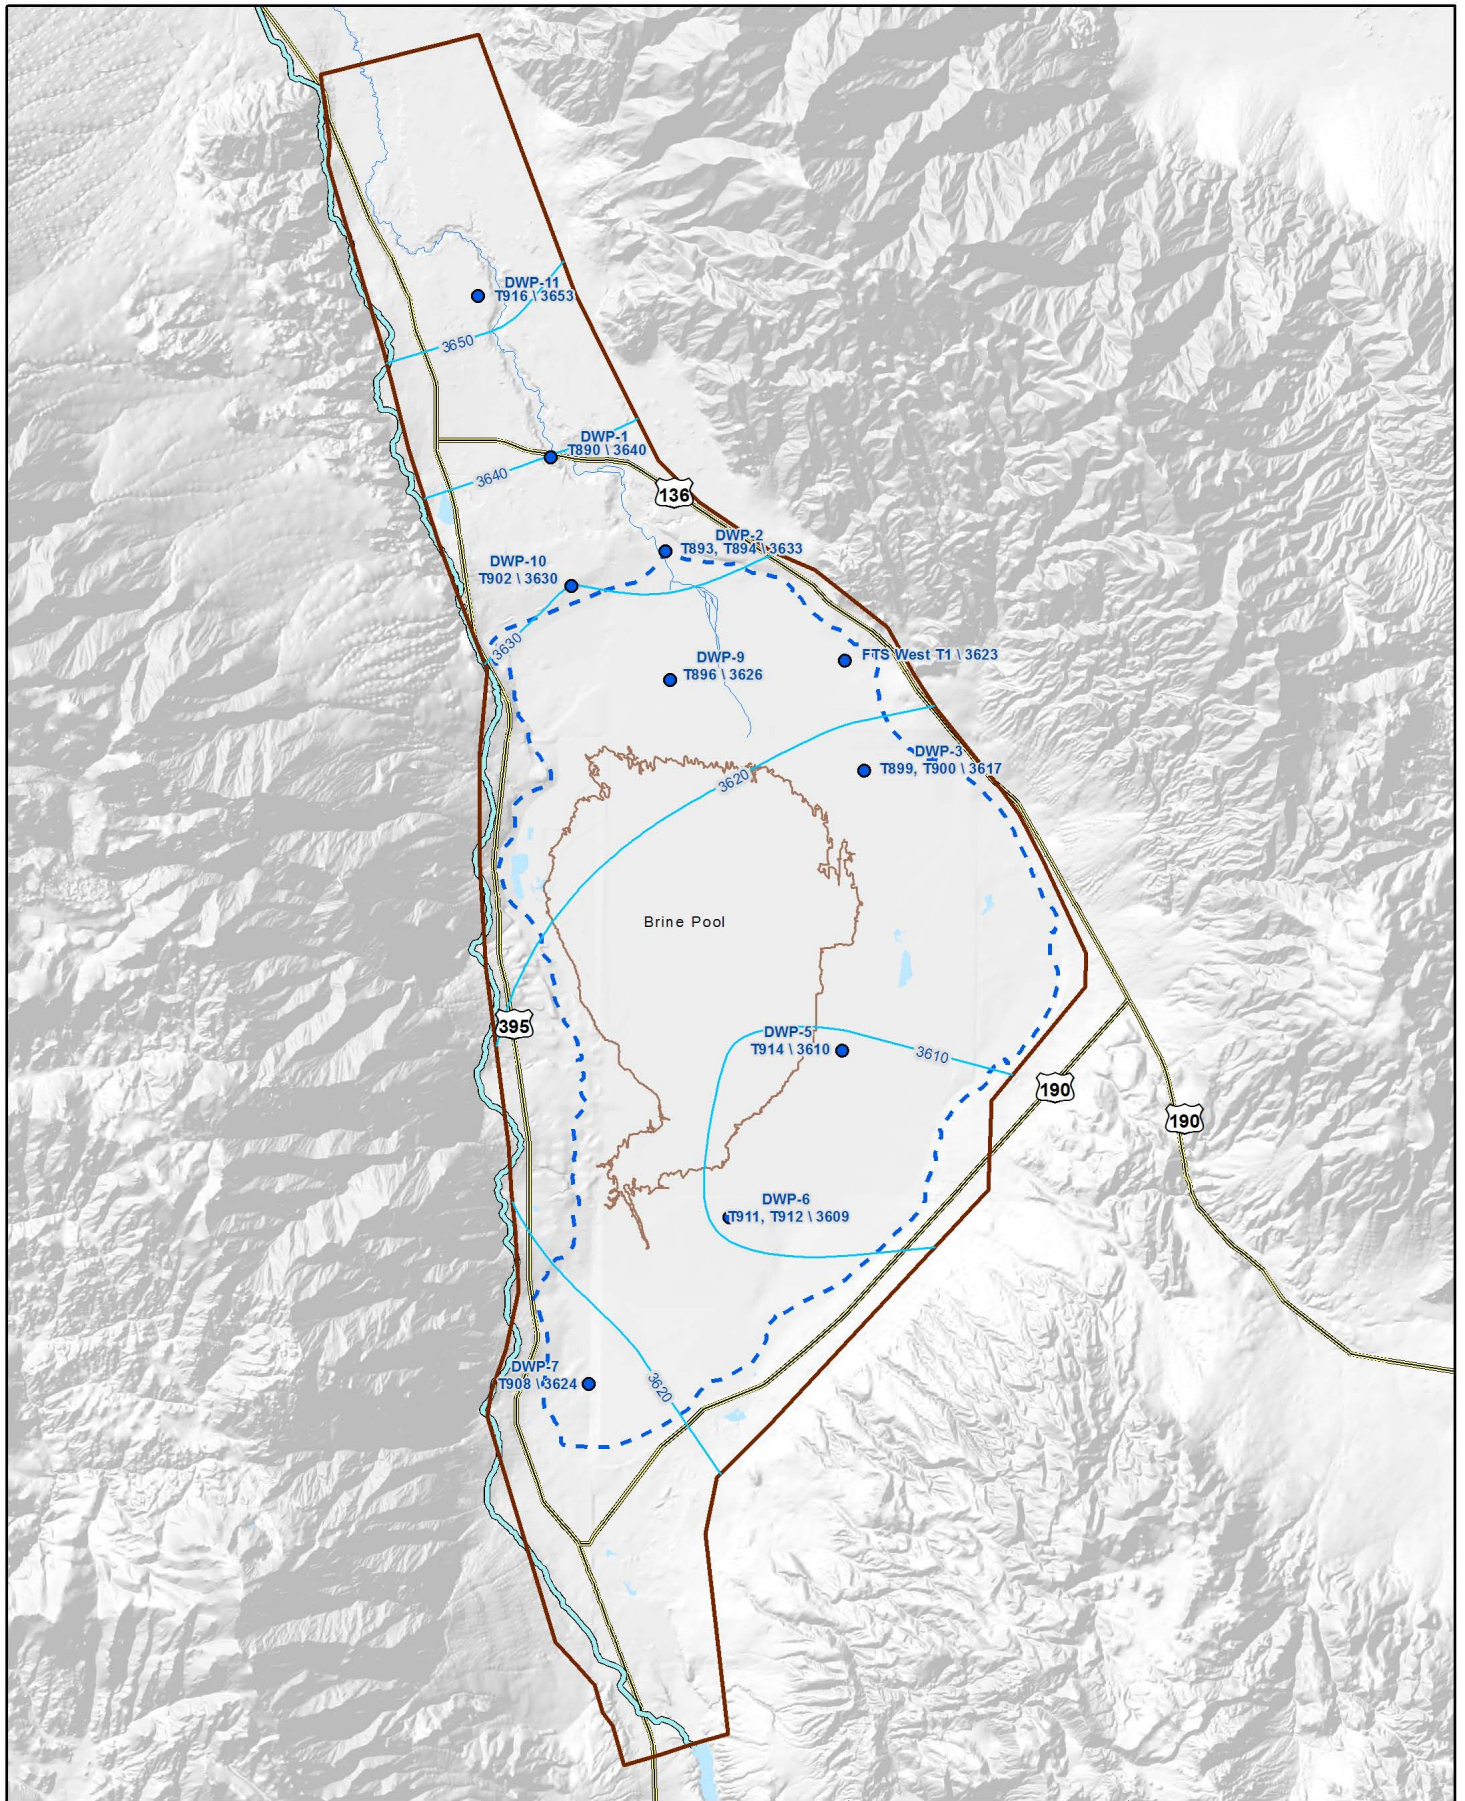 DWP-11
T916 \ 3653
3650
DWP-1
T890 \ 3640
3640
136
DWP-2
T893, T894 \ 3633
DWP-10
T902 \ 3630
3630
DWP-9
T896 \ 3626
FTS West T1 \ 3623
DWP-3
T899, T900 \ 3617
3620
Brine Pool
395
DWP-5
T914 \ 3610
3610
190
190
DWP-6
T911, T912 \ 3609
DWP-7
T908 \ 3624
3620